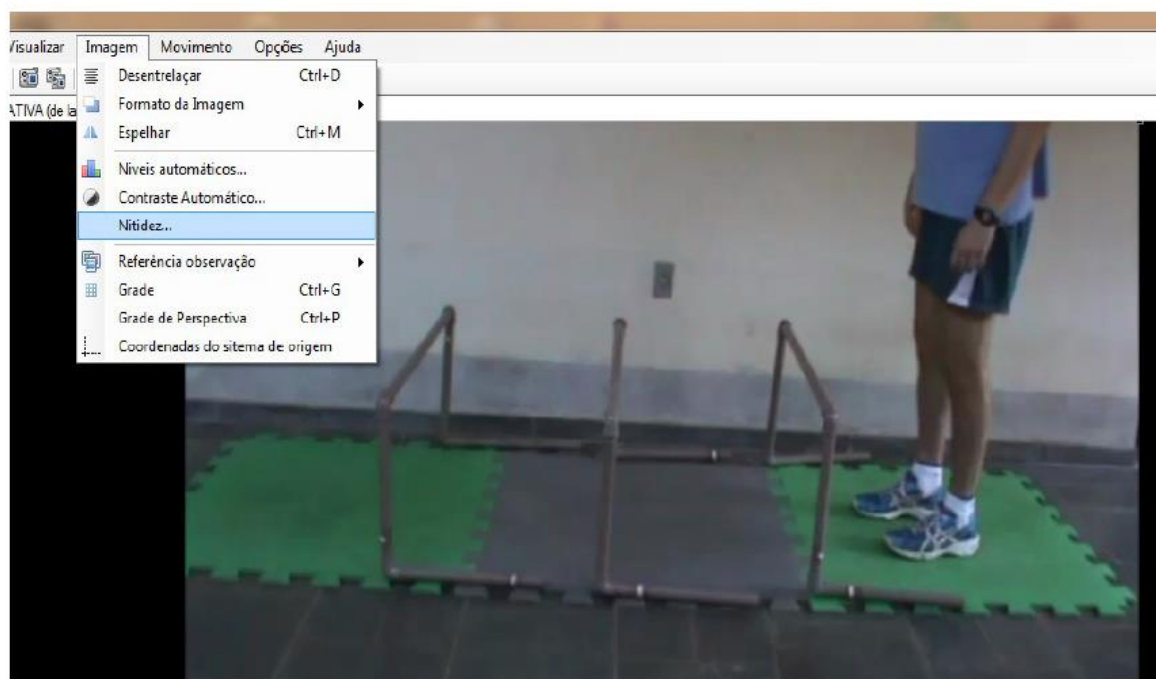 Visualizar Imagem Movimento Opções Ajuda
ATIVA (de la
Desentrelaçar Ctrl+D
Formato da Imagem
Espelhar Ctrl+M
Niveis automáticos...
Contraste Automático...
Nitidez...
Referência observação
Grade Ctrl+G
Grade de Perspectiva Ctrl+P
Coordenadas do sitema de origem